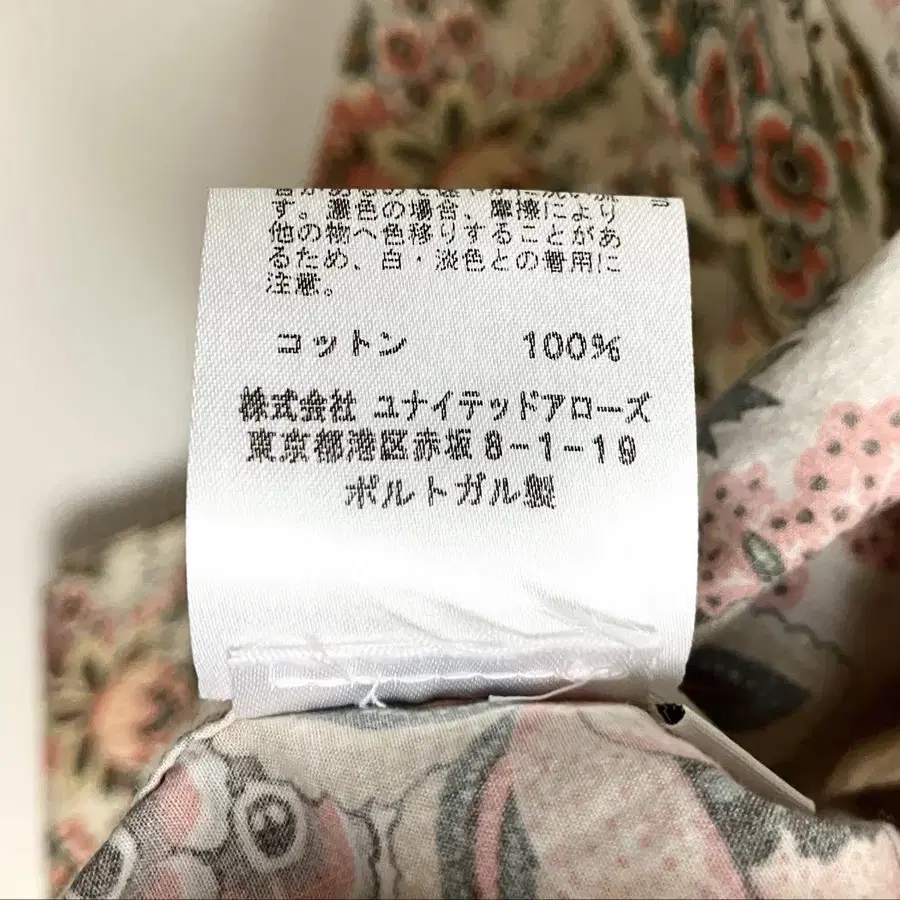 す。濃色の場合、摩擦により
他の物へ色移りすることがあ
るため、白・淡色との着用に
注意。
コットン 100%
株式会社 ユナイテッドアローズ
東京都港区赤坂8-1-19
ポルトガル製